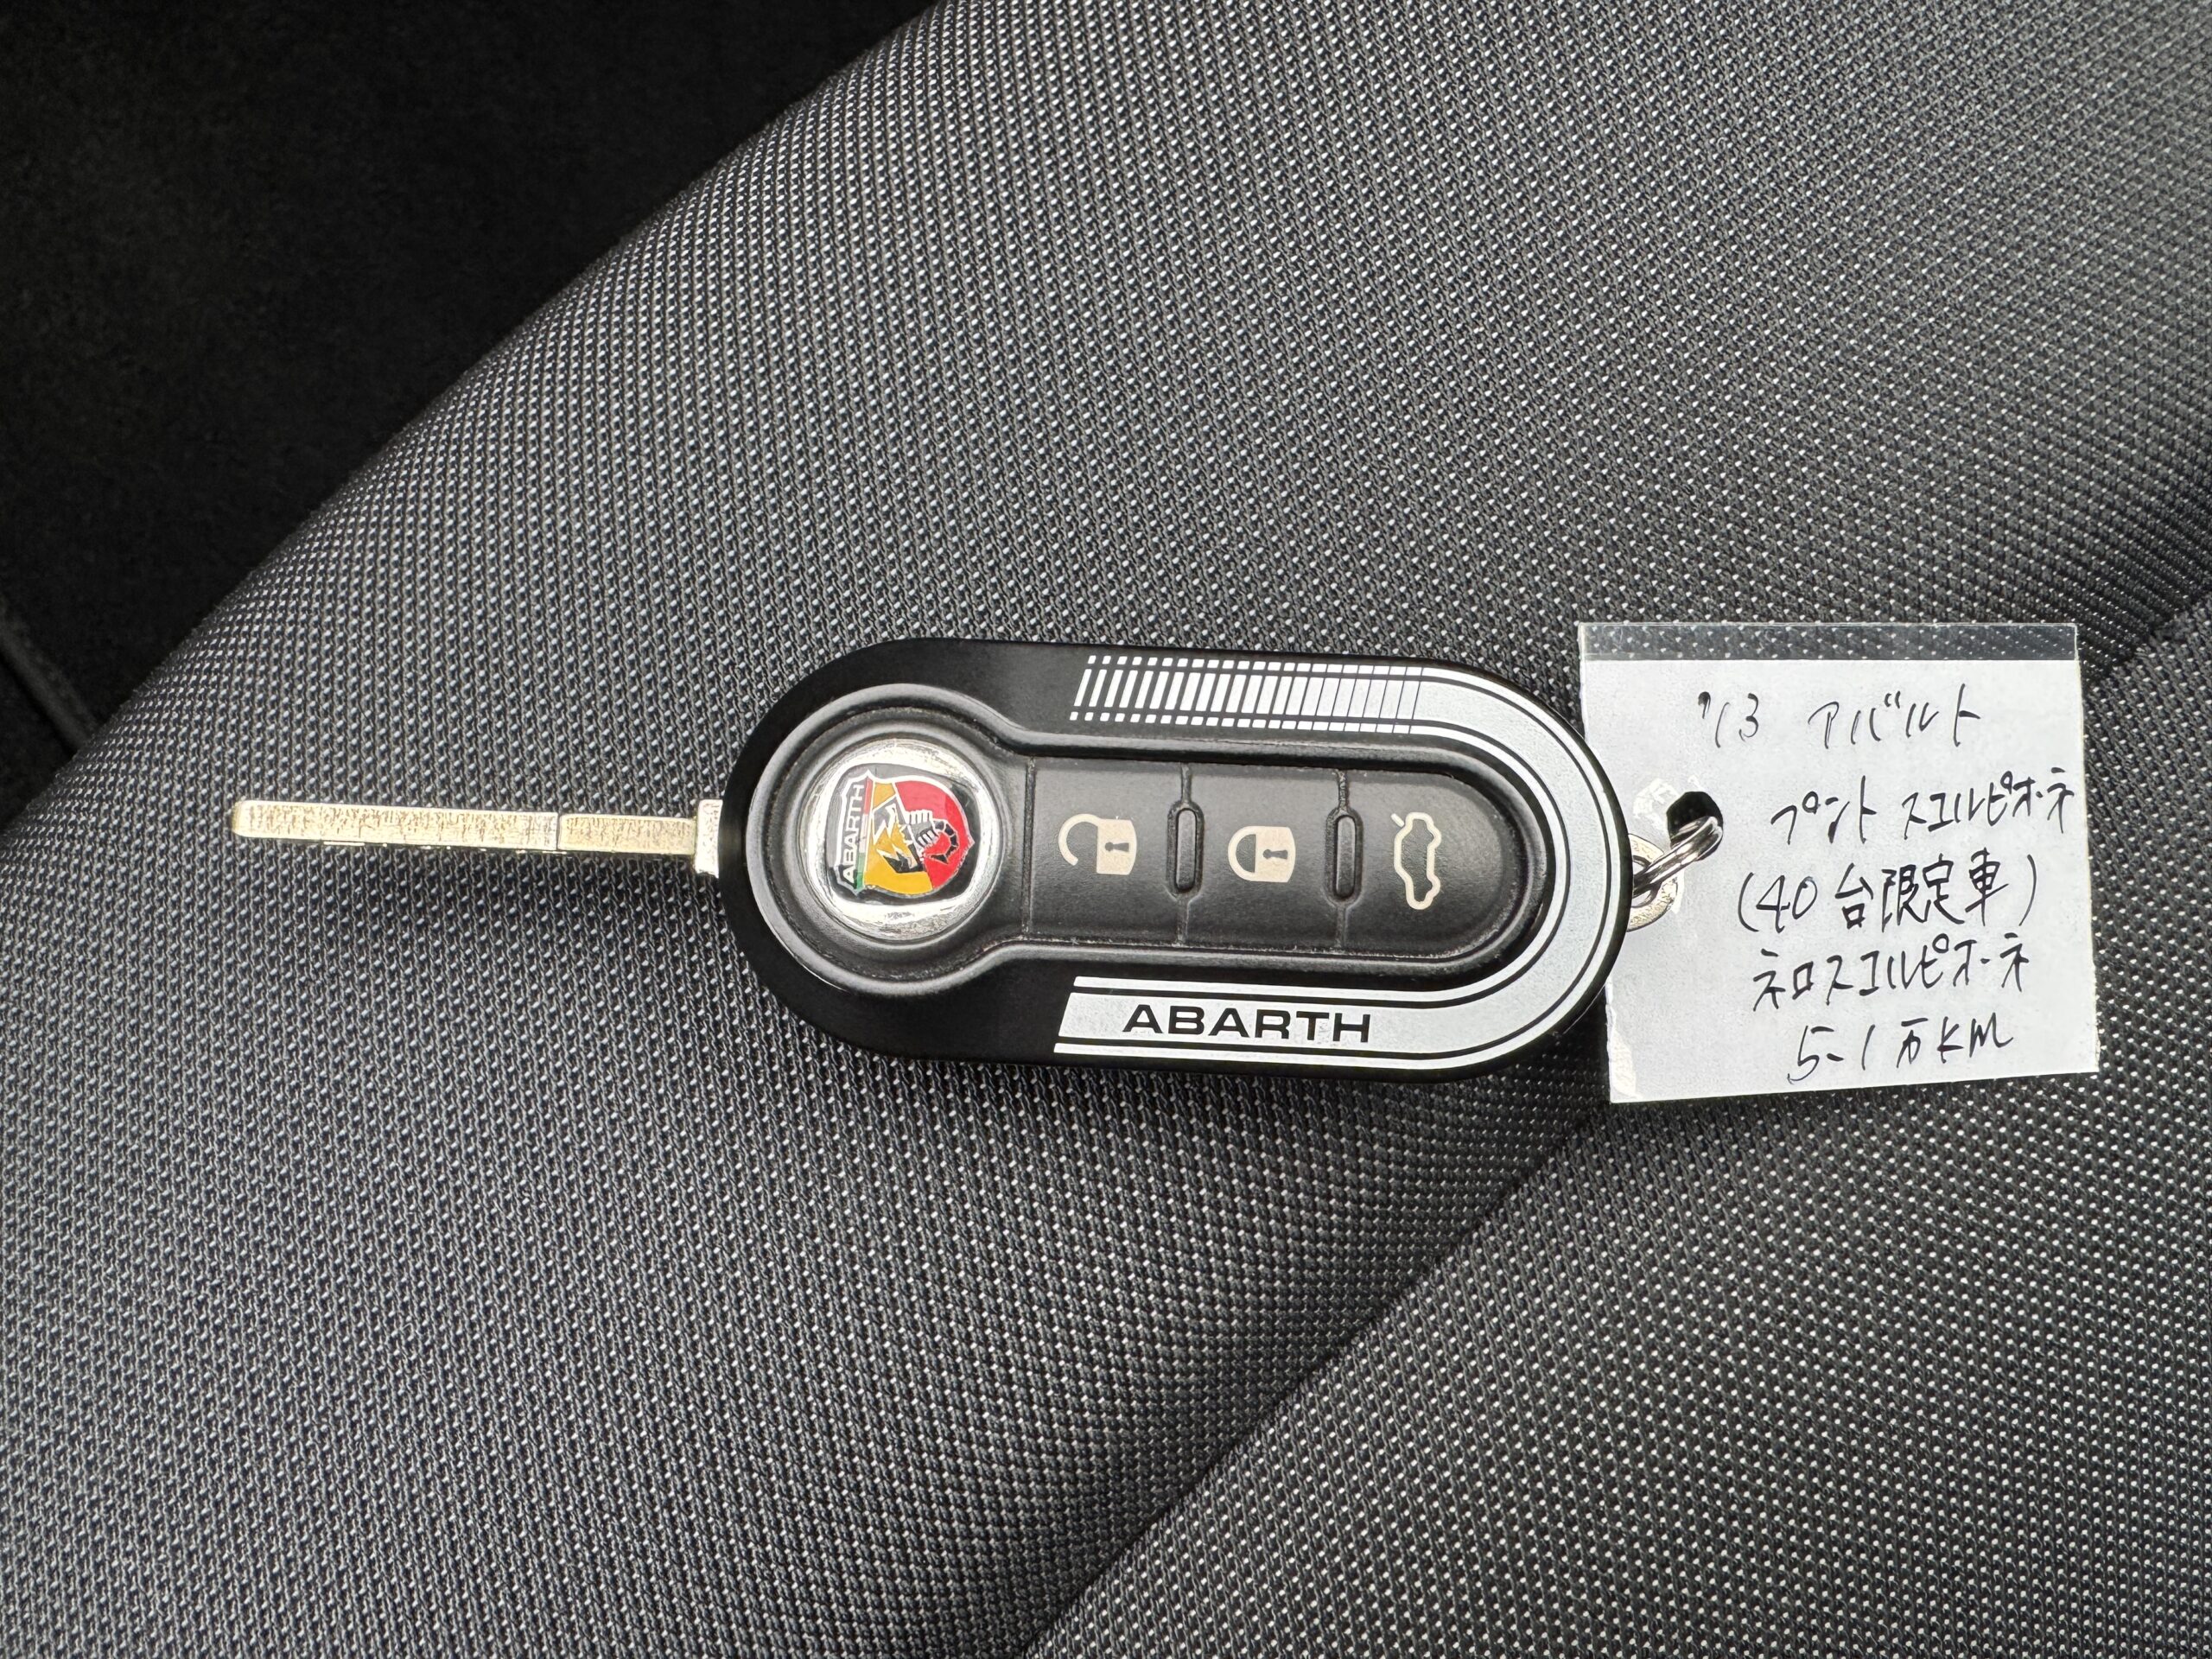 ABARTH
ABARTH
'13 アバルト
プント スコルピオーネ
(40台限定車)
ネロスコルピオーネ
5.1万km